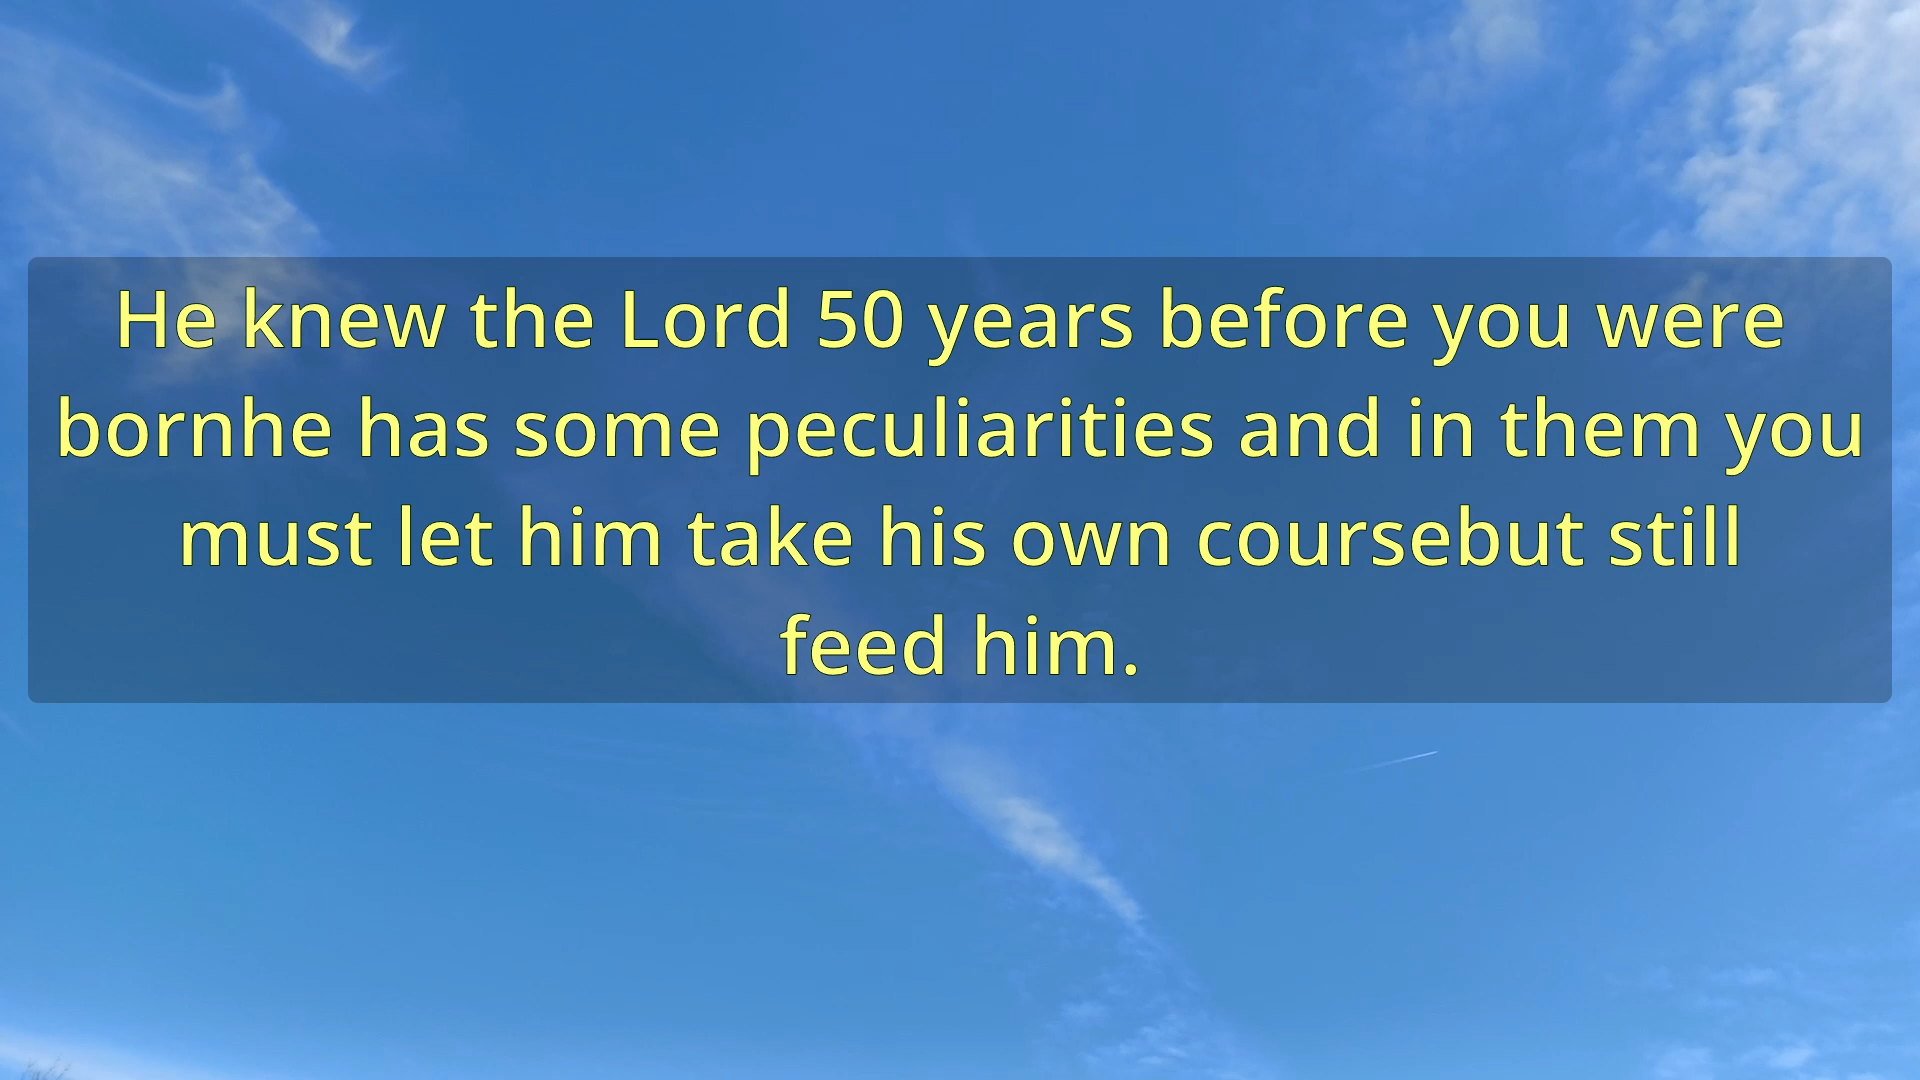 He knew the Lord 50 years before you were
bornhe has some peculiarities and in them you
must let him take his own coursebut still
feed him.